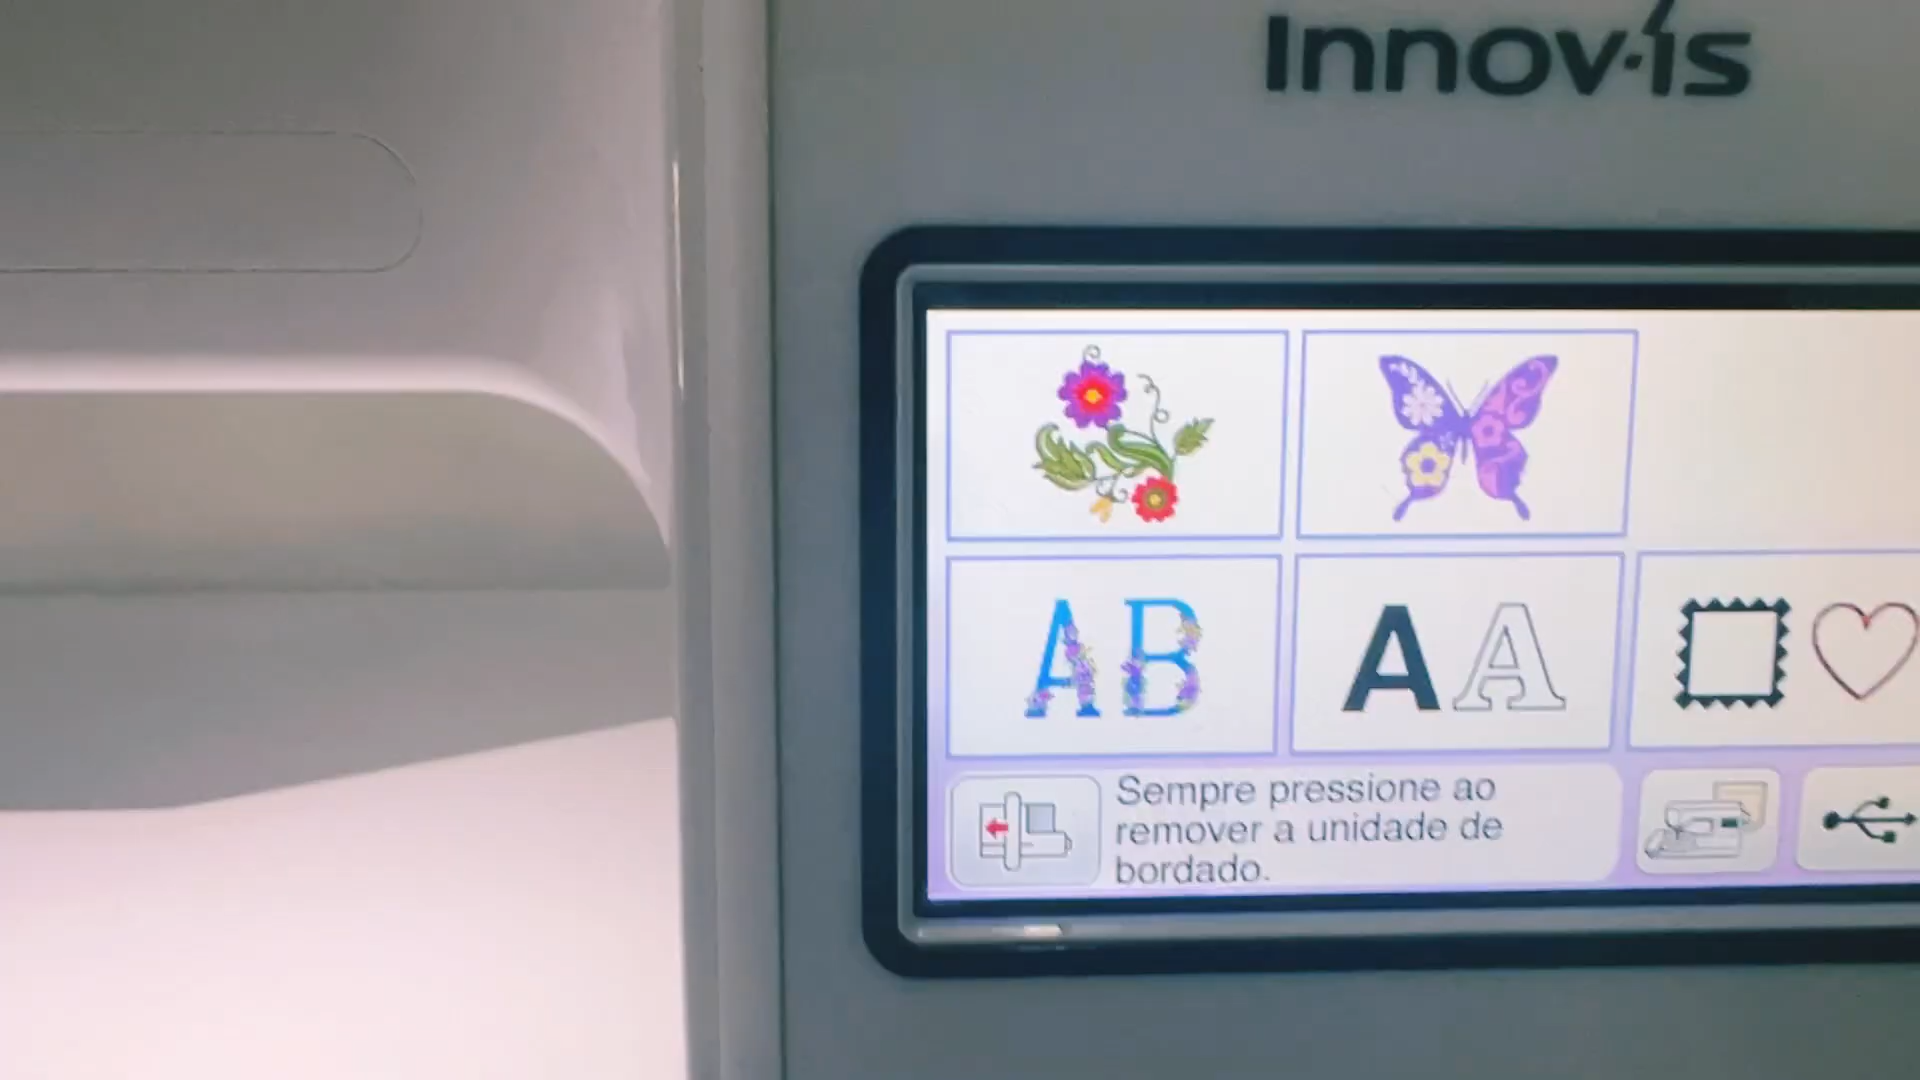 Innov-ís
AB
A A
Sempre pressione ao
remover a unidade de
bordado.